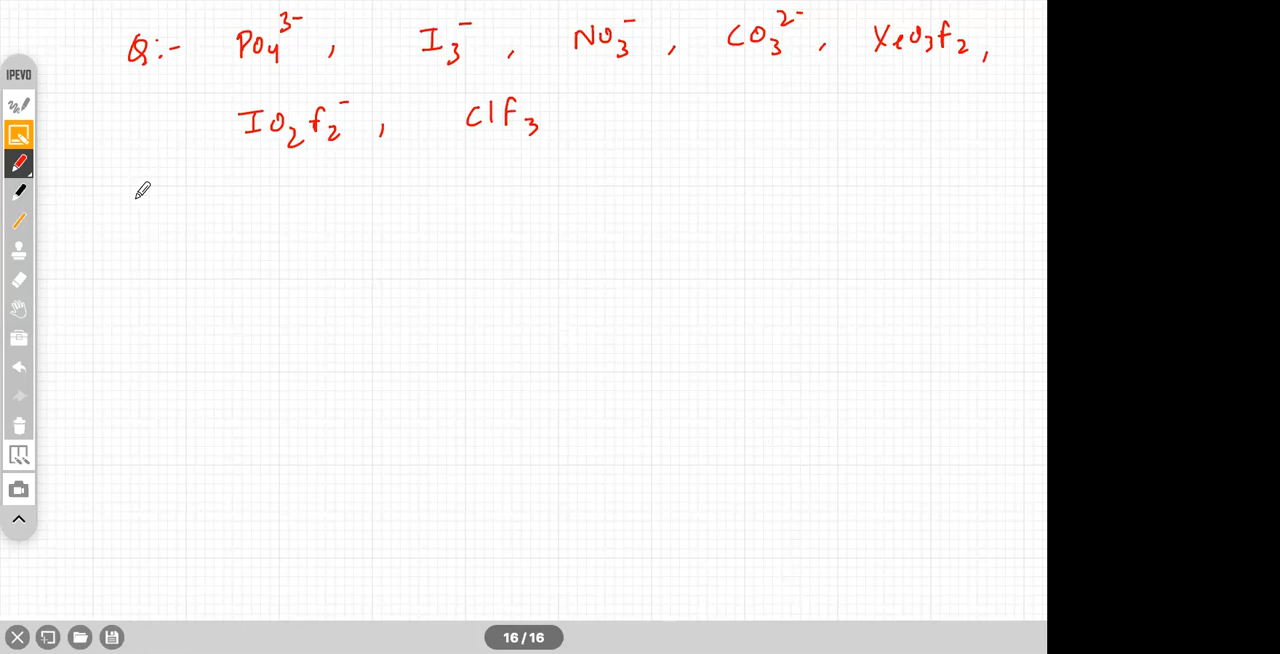 Q:- PO4^3- , I3^- , NO3^- , CO3^2- , XeO3f2 ,
IO2f2^- , ClF3
IPEVO
16/16